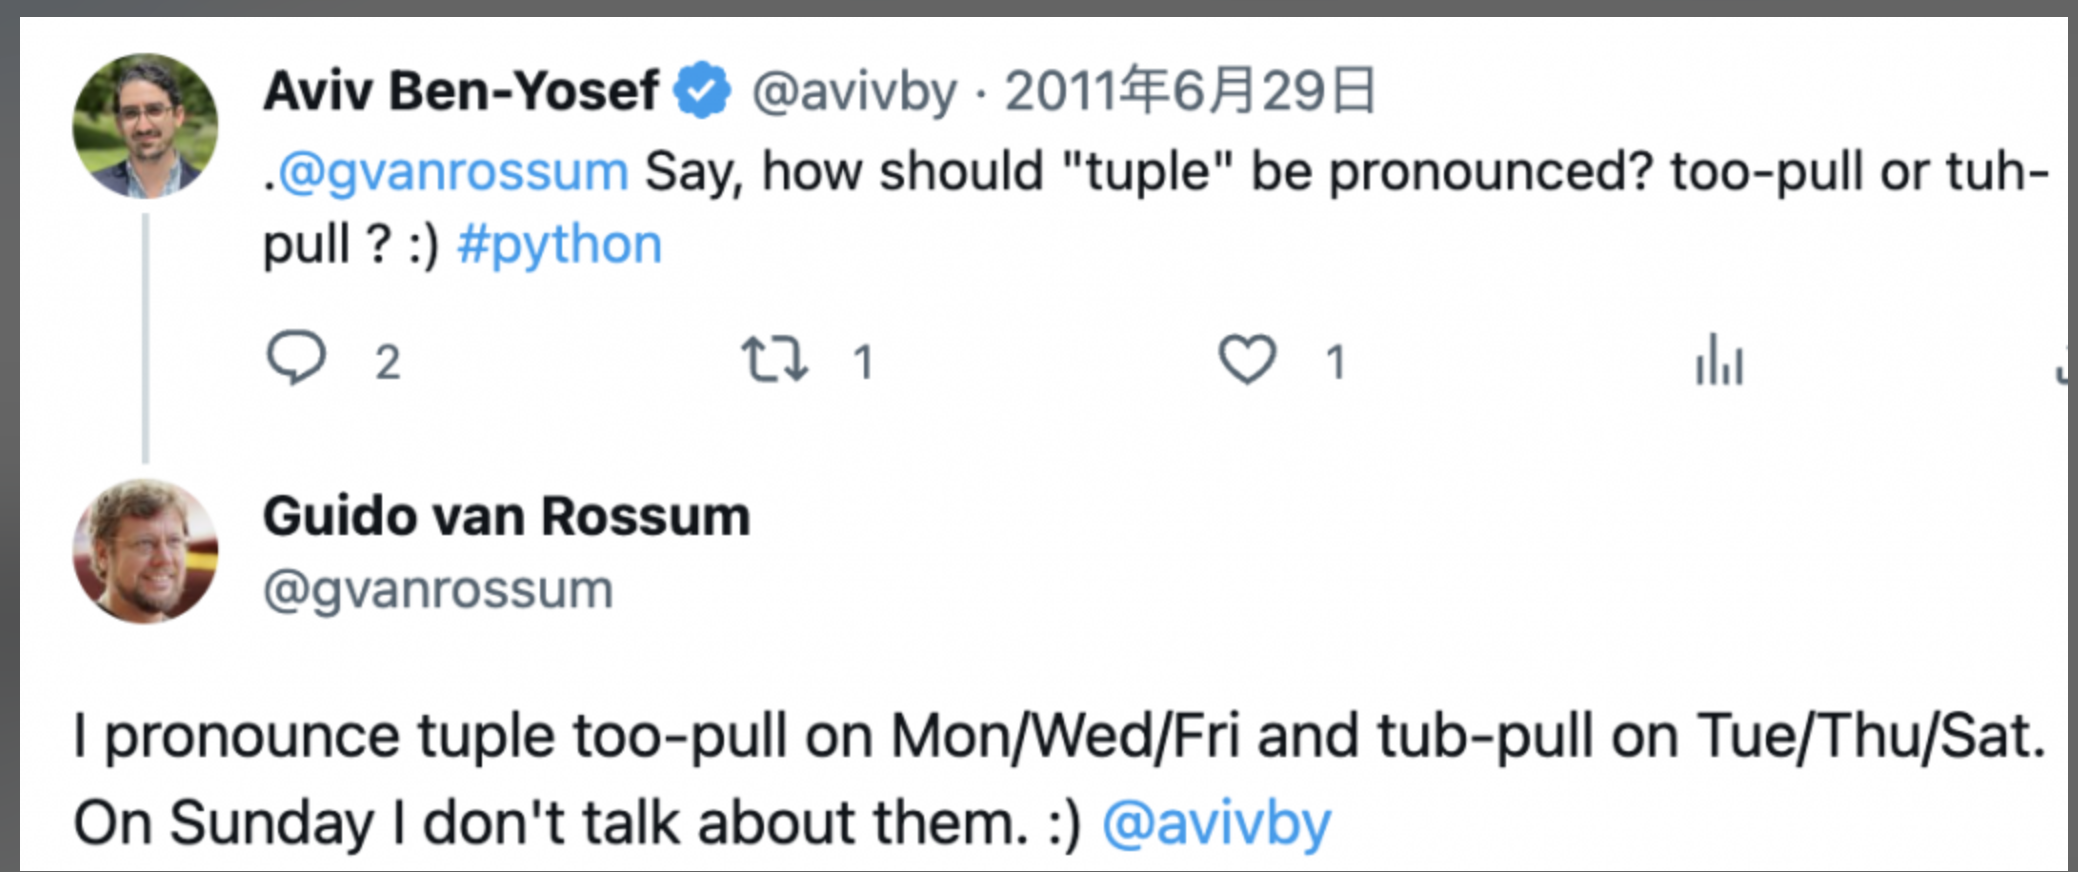 Aviv Ben-Yosef @avivby · 2011年6月29日
.@gvanrossum Say, how should "tuple" be pronounced? too-pull or tuh-
pull ? :) #python
2 1 1
Guido van Rossum
@gvanrossum
I pronounce tuple too-pull on Mon/Wed/Fri and tub-pull on Tue/Thu/Sat.
On Sunday I don't talk about them. :) @avivby